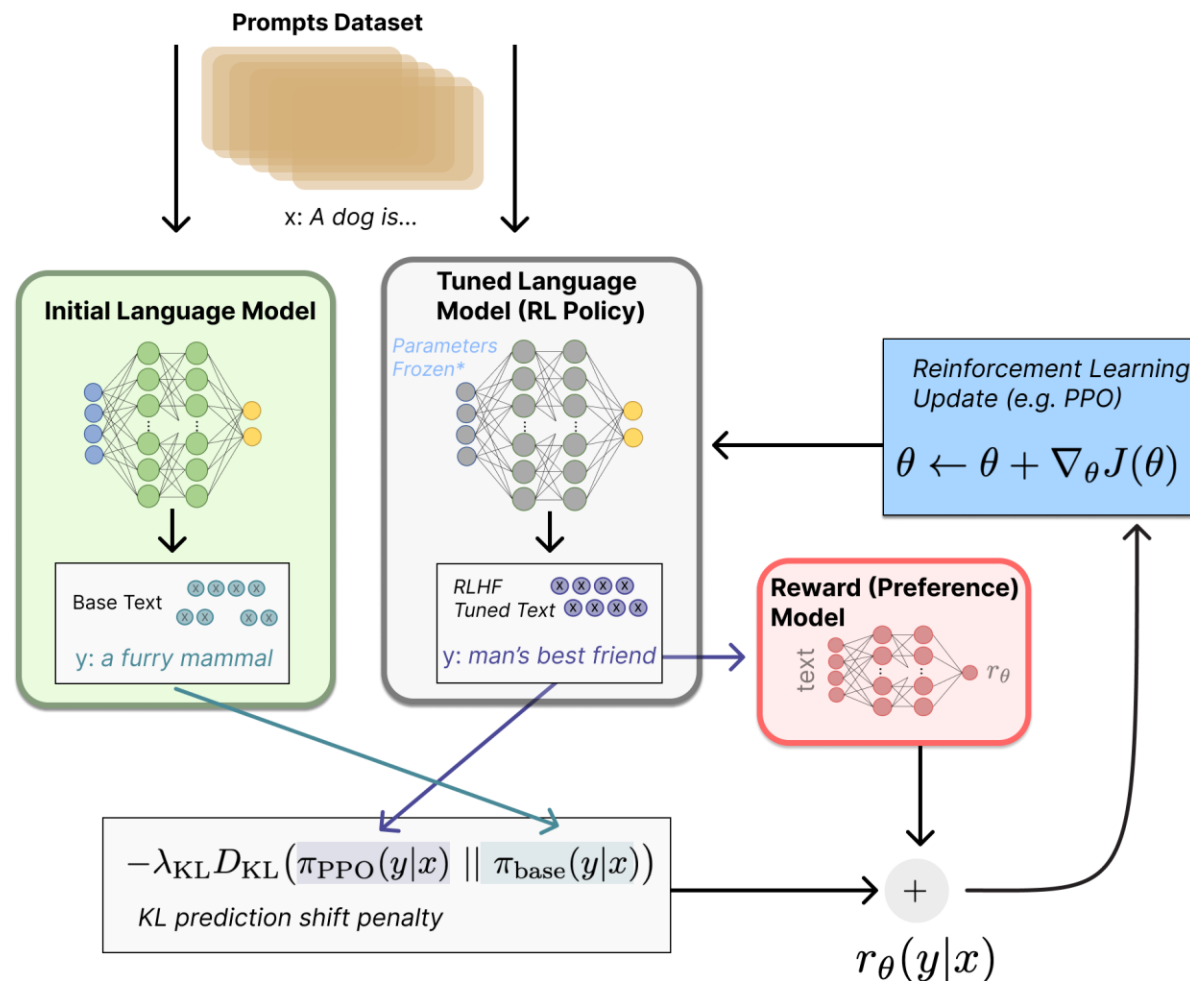 Prompts Dataset
x: A dog is...
Initial Language Model
Tuned Language
Model (RL Policy)
Parameters
Frozen*
Reinforcement Learning
Update (e.g. PPO)
θ ← θ + ∇θJ(θ)
Base Text
x x x x
x x x x
y: a furry mammal
RLHF
Tuned Text
x x x x
x x x x
y: man's best friend
Reward (Preference)
Model
text
rθ
−λKL DKL(πPPO(y|x) || πbase(y|x))
KL prediction shift penalty
+
rθ(y|x)